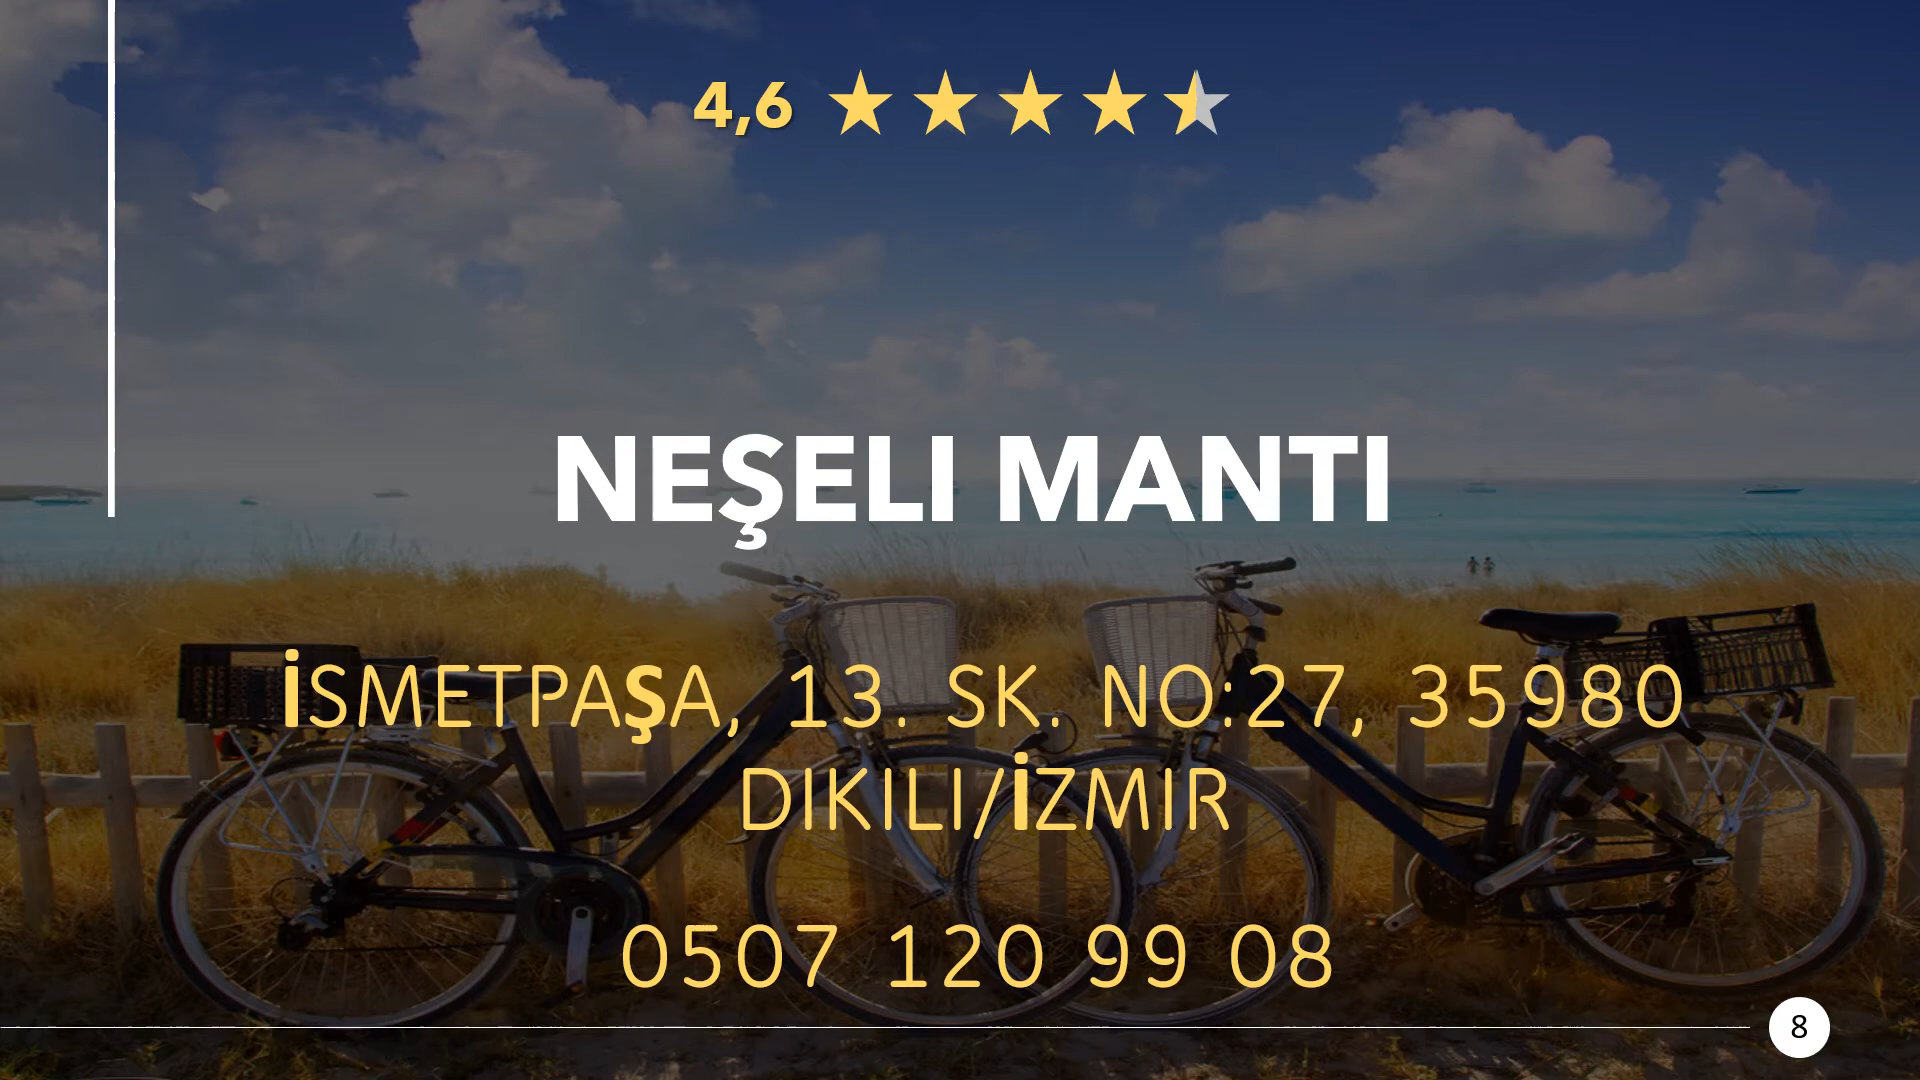 4,6
NEŞELI MANTI
İSMETPAŞA, 13. SK. NO:27, 35980
DIKILI/İZMIR
0507 120 99 08
8